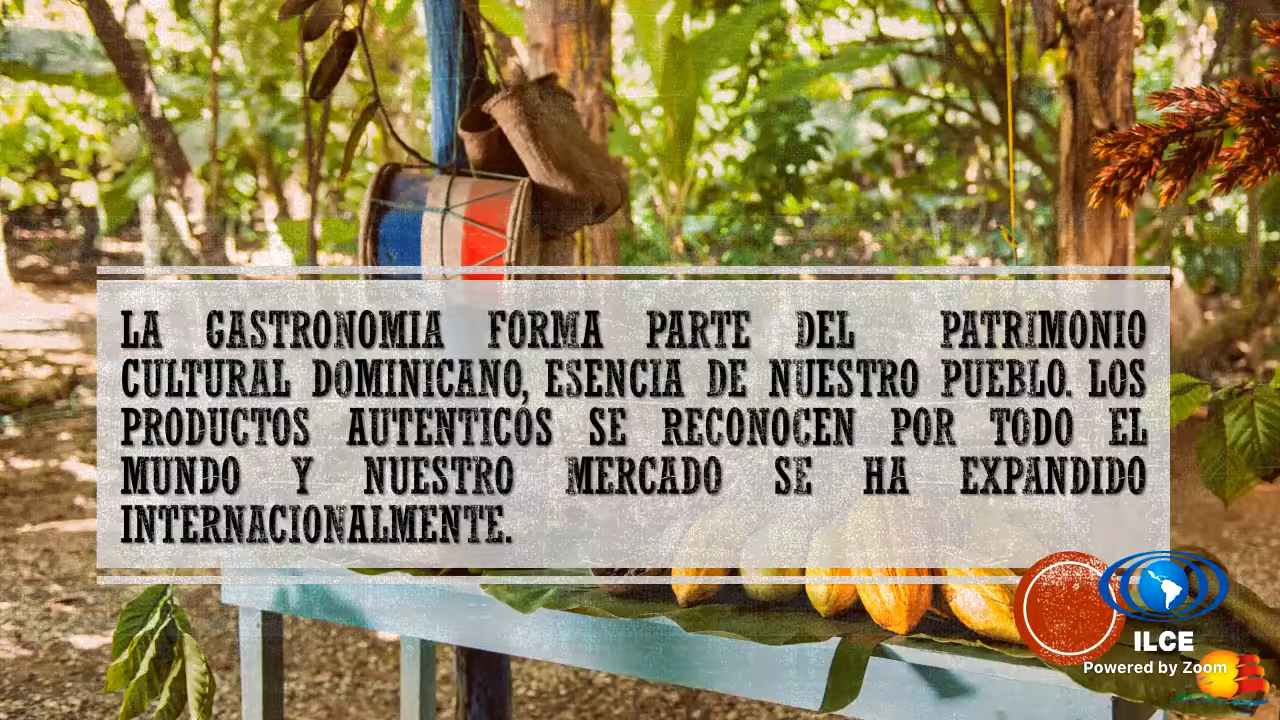 LA GASTRONOMIA FORMA PARTE DEL PATRIMONIO
CULTURAL DOMINICANO, ESENCIA DE NUESTRO PUEBLO. LOS
PRODUCTOS AUTENTICOS SE RECONOCEN POR TODO EL
MUNDO Y NUESTRO MERCADO SE HA EXPANDIDO
INTERNACIONALMENTE.
ILCE
Powered by Zoom